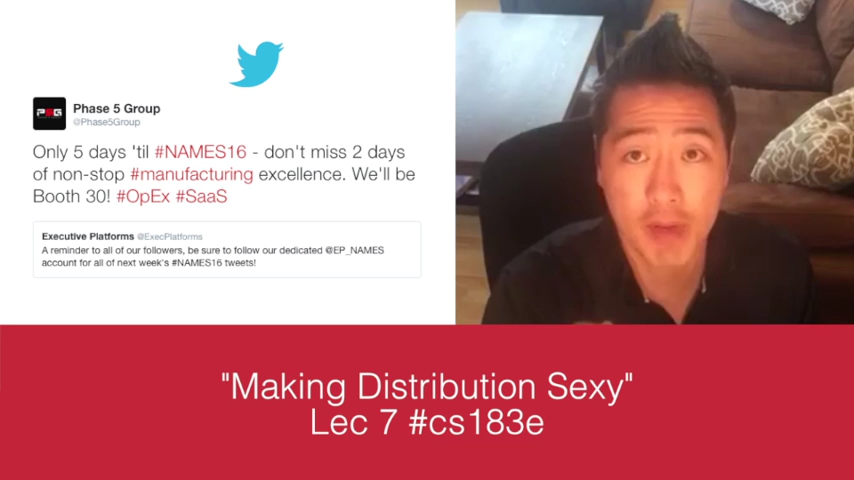 Phase 5 Group
@Phase5Group
Only 5 days 'til #NAMES16 - don't miss 2 days
of non-stop #manufacturing excellence. We'll be
Booth 30! #OpEx #SaaS
Executive Platforms @ExecPlatforms
A reminder to all of our followers, be sure to follow our dedicated @EP_NAMES
account for all of next week's #NAMES16 tweets!
"Making Distribution Sexy"
Lec 7 #cs183e